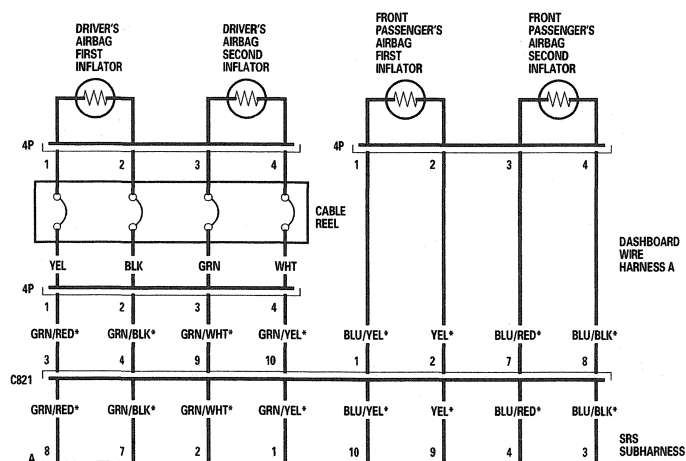 DRIVER'S
AIRBAG
FIRST
INFLATOR
DRIVER'S
AIRBAG
SECOND
INFLATOR
FRONT
PASSENGER'S
AIRBAG
FIRST
INFLATOR
FRONT
PASSENGER'S
AIRBAG
SECOND
INFLATOR
4P
1 2 3 4
4P
1 2 3 4
CABLE
REEL
DASHBOARD
WIRE
HARNESS A
YEL BLK GRN WHT
4P
1 2 3 4
GRN/RED* GRN/BLK* GRN/WHT* GRN/YEL* BLU/YEL* YEL* BLU/RED* BLU/BLK*
3 4 9 10 1 2 7 8
C821
GRN/RED* GRN/BLK* GRN/WHT* GRN/YEL* BLU/YEL* YEL* BLU/RED* BLU/BLK*
SRS
SUBHARNESS
A 8 7 2 1 10 9 4 3